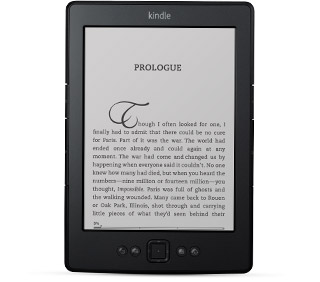 kindle
PROLOGUE
Though I often looked for one, I
finally had to admit that there could be no cure
for Paris. Part of it was the war. The world had
ended once already and could again at any
moment. The war had come and changed us by
happening when everyone said it couldn't. No one
knew how many had died, but when you heard the
numbers—nine million or fourteen million—you
thought, Impossible. Paris was full of ghosts and
the walking wounded. Many came back to Rouen
or Oak Park, Illinois, shot through and carrying
little pieces of what they'd seen behind their